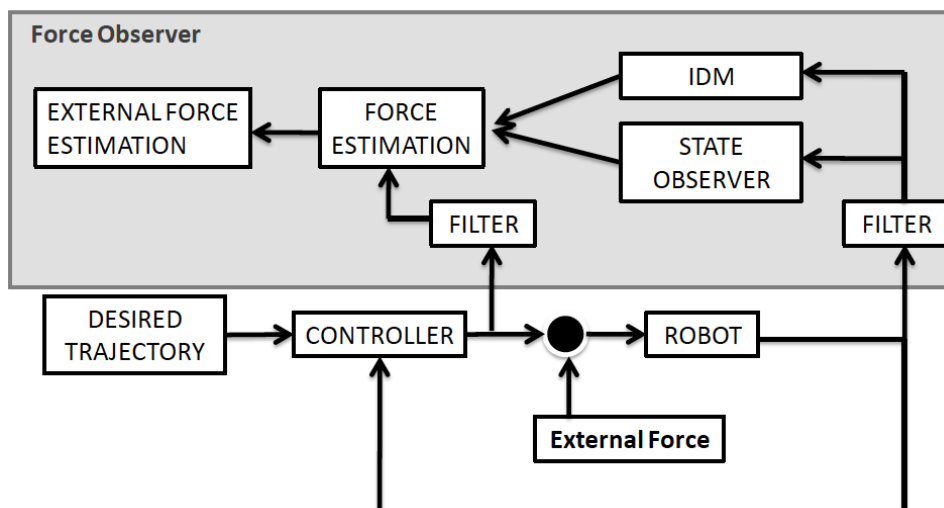 Force Observer
EXTERNAL FORCE
ESTIMATION
FORCE
ESTIMATION
IDM
STATE
OBSERVER
FILTER
FILTER
DESIRED
TRAJECTORY
CONTROLLER
ROBOT
External Force